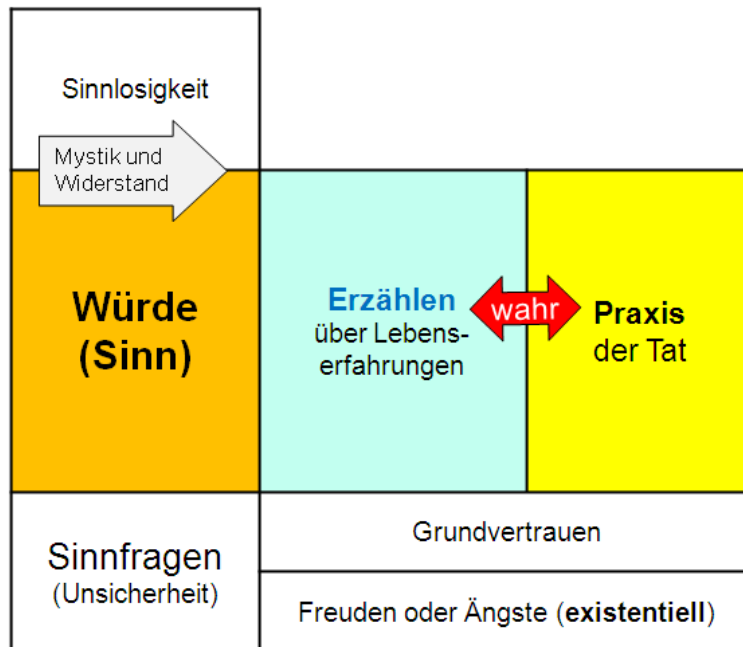 Sinnlosigkeit
Mystik und
Widerstand
Würde
(Sinn)
Erzählen
über Lebens-
erfahrungen
wahr
Praxis
der Tat
Sinnfragen
(Unsicherheit)
Grundvertrauen
Freuden oder Ängste (existentiell)